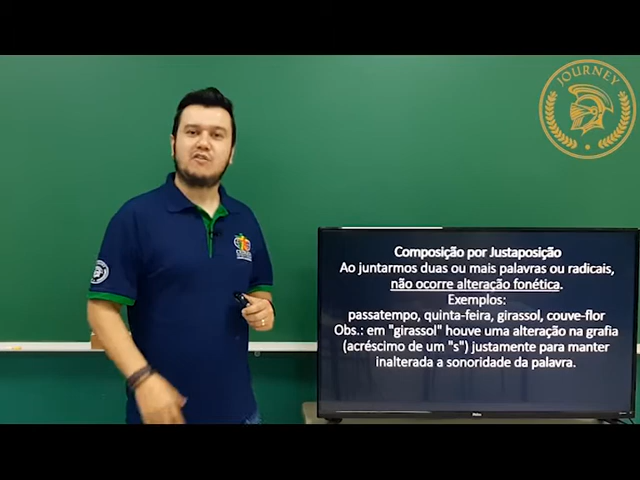 JOURNEY
Composição por Justaposição
Ao juntarmos duas ou mais palavras ou radicais,
não ocorre alteração fonética.
Exemplos:
passatempo, quinta-feira, girassol, couve-flor
Obs.: em "girassol" houve uma alteração na grafia
(acréscimo de um "s") justamente para manter
inalterada a sonoridade da palavra.